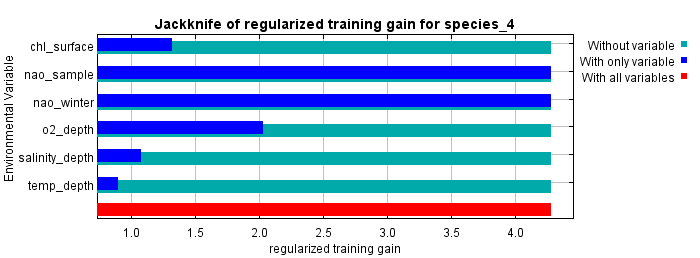 Jackknife of regularized training gain for species_4
Environmental Variable
chl_surface
nao_sample
nao_winter
o2_depth
salinity_depth
temp_depth
1.0 1.5 2.0 2.5 3.0 3.5 4.0
regularized training gain
Without variable
With only variable
With all variables